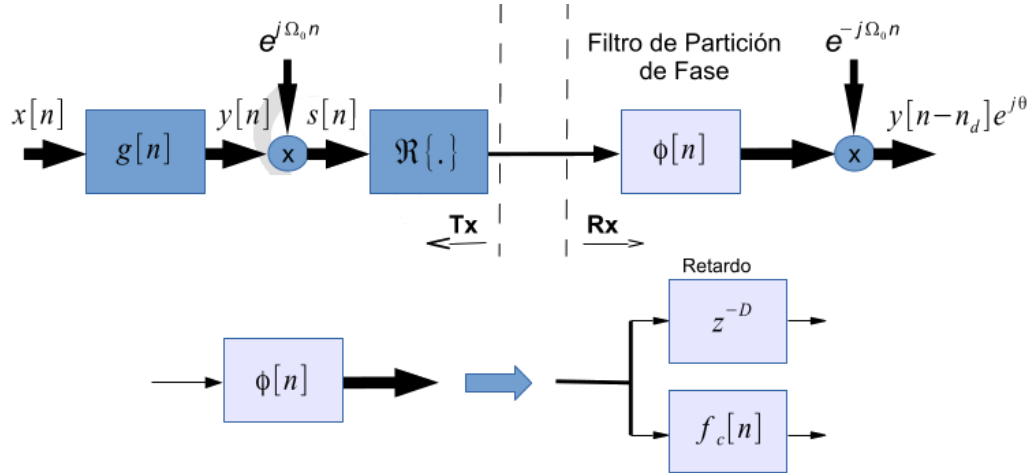 e^{jΩ₀n}
Filtro de Partición
de Fase
e^{-jΩ₀n}
x[n]
g[n]
y[n]
x
s[n]
ℜ{.}
ϕ[n]
x
y[n-n_d]e^{jθ}
Tx
Rx
Retardo
z^{-D}
ϕ[n]
f_c[n]